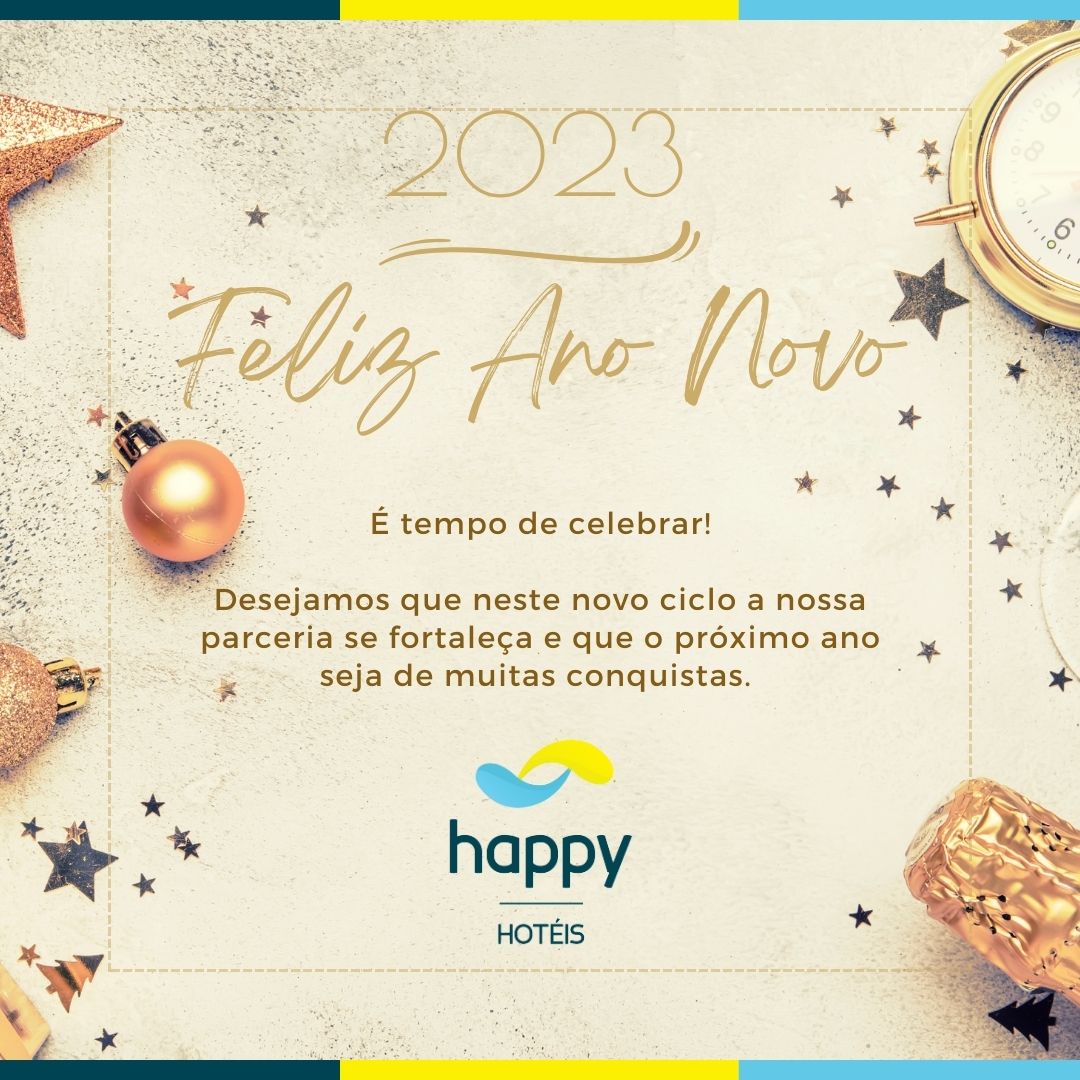 2023
Feliz Ano Novo
É tempo de celebrar!
Desejamos que neste novo ciclo a nossa
parceria se fortaleça e que o próximo ano
seja de muitas conquistas.
happy
HOTÉIS